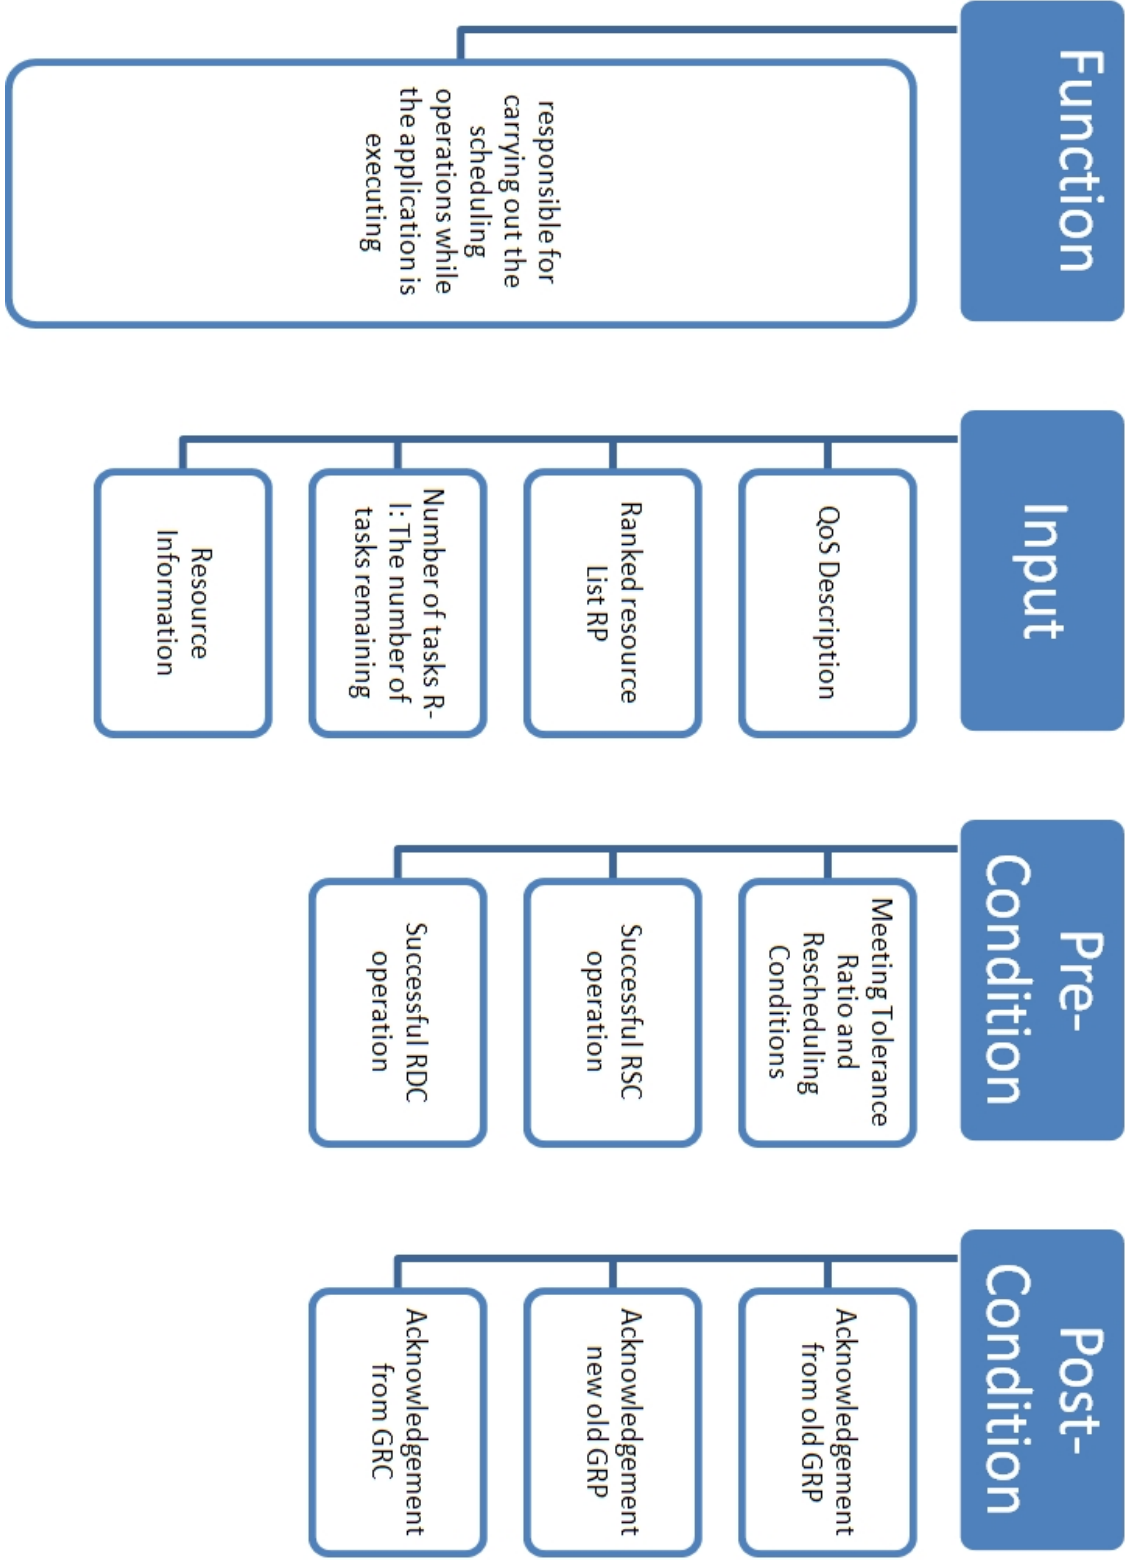 Function
responsible for
carrying out the
scheduling
operations while
the application is
executing
Input
QoS Description
Ranked resource
List RP
Number of tasks R-
I: The number of
tasks remaining
Resource
Information
Pre-
Condition
Meeting Tolerance
Ratio and
Rescheduling
Conditions
Successful RSC
operation
Successful RDC
operation
Post-
Condition
Acknowledgement
from old GRP
Acknowledgement
new old GRP
Acknowledgement
from GRC